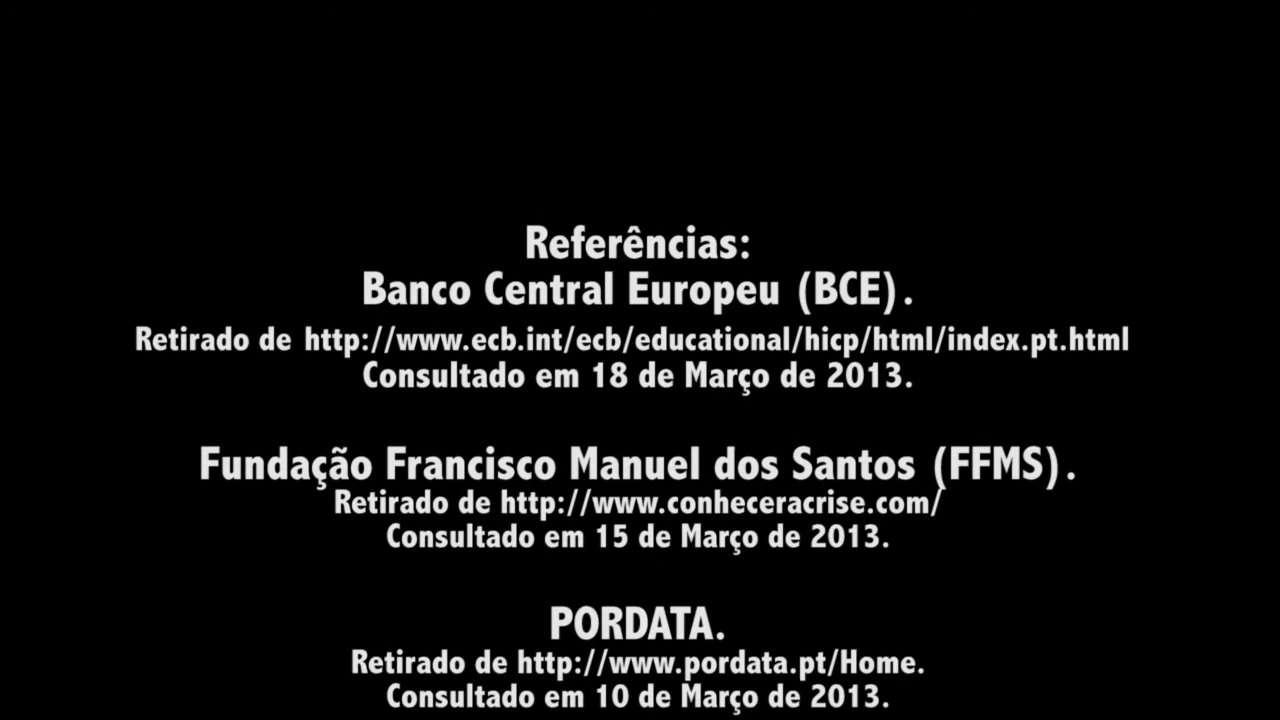 Referências:
Banco Central Europeu (BCE).
Retirado de http://www.ecb.int/ecb/educational/hicp/html/index.pt.html
Consultado em 18 de Março de 2013.
Fundação Francisco Manuel dos Santos (FFMS).
Retirado de http://www.conheceracrise.com/
Consultado em 15 de Março de 2013.
PORDATA.
Retirado de http://www.pordata.pt/Home.
Consultado em 10 de Março de 2013.